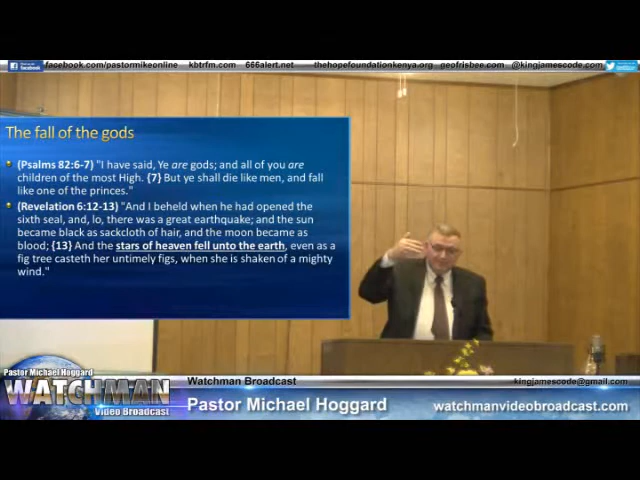 facebook.com/pastormikeonline kbtrfm.com 666alert.net thehopefoundationkenya.org geofrisbee.com @kingjamescode.com
The fall of the gods
(Psalms 82:6-7) "I have said, Ye are gods; and all of you are
children of the most High. {7} But ye shall die like men, and fall
like one of the princes."
(Revelation 6:12-13) "And I beheld when he had opened the
sixth seal, and, lo, there was a great earthquake; and the sun
became black as sackcloth of hair, and the moon became as
blood; {13} And the stars of heaven fell unto the earth, even as a
fig tree casteth her untimely figs, when she is shaken of a mighty
wind."
Pastor Michael Hoggard
WATCHMAN
Video Broadcast
Watchman Broadcast kingjamescode@gmail.com
Pastor Michael Hoggard watchmanvideobroadcast.com